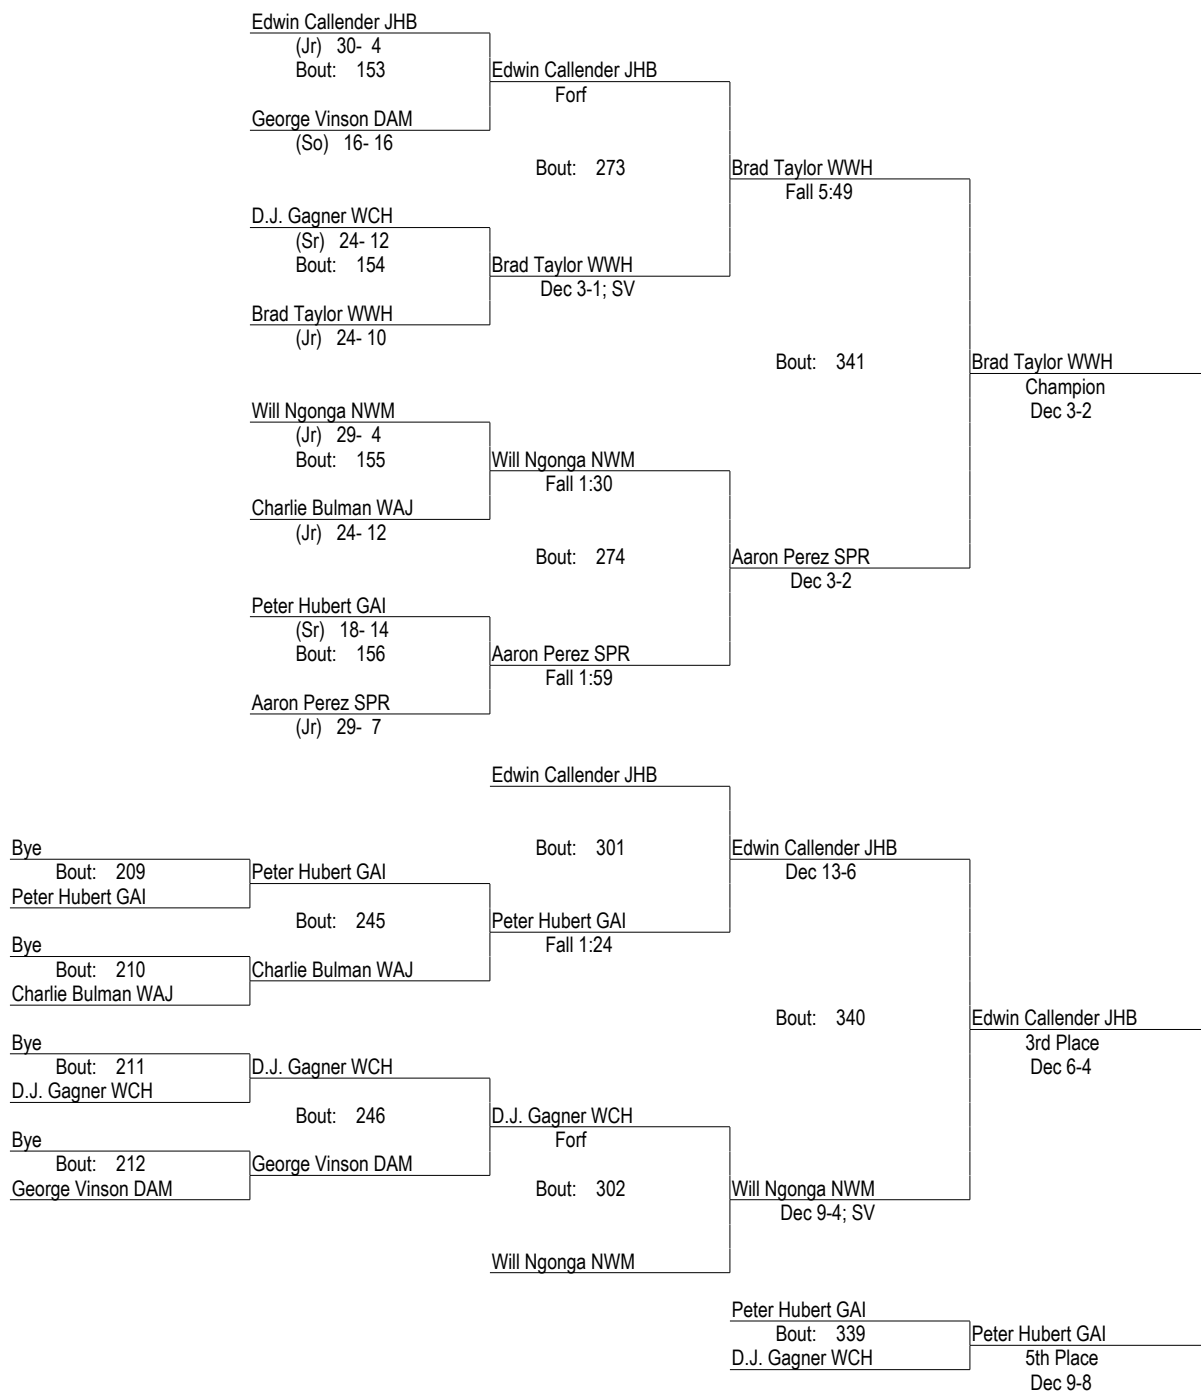 Edwin Callender JHB
(Jr) 30- 4
Bout: 153
Edwin Callender JHB
Forf
George Vinson DAM
(So) 16- 16
Bout: 273
Brad Taylor WWH
Fall 5:49
D.J. Gagner WCH
(Sr) 24- 12
Bout: 154
Brad Taylor WWH
Dec 3-1; SV
Brad Taylor WWH
(Jr) 24- 10
Bout: 341
Brad Taylor WWH
Champion
Dec 3-2
Will Ngonga NWM
(Jr) 29- 4
Bout: 155
Will Ngonga NWM
Fall 1:30
Charlie Bulman WAJ
(Jr) 24- 12
Bout: 274
Aaron Perez SPR
Dec 3-2
Peter Hubert GAI
(Sr) 18- 14
Bout: 156
Aaron Perez SPR
Fall 1:59
Aaron Perez SPR
(Jr) 29- 7
Edwin Callender JHB
Bout: 301
Edwin Callender JHB
Dec 13-6
Bye
Bout: 209
Peter Hubert GAI
Peter Hubert GAI
Bout: 245
Peter Hubert GAI
Fall 1:24
Bye
Bout: 210
Charlie Bulman WAJ
Charlie Bulman WAJ
Bout: 340
Edwin Callender JHB
3rd Place
Dec 6-4
Bye
Bout: 211
D.J. Gagner WCH
D.J. Gagner WCH
Bout: 246
D.J. Gagner WCH
Forf
Bye
Bout: 212
George Vinson DAM
George Vinson DAM
Bout: 302
Will Ngonga NWM
Dec 9-4; SV
Will Ngonga NWM
Peter Hubert GAI
Bout: 339
D.J. Gagner WCH
Peter Hubert GAI
5th Place
Dec 9-8